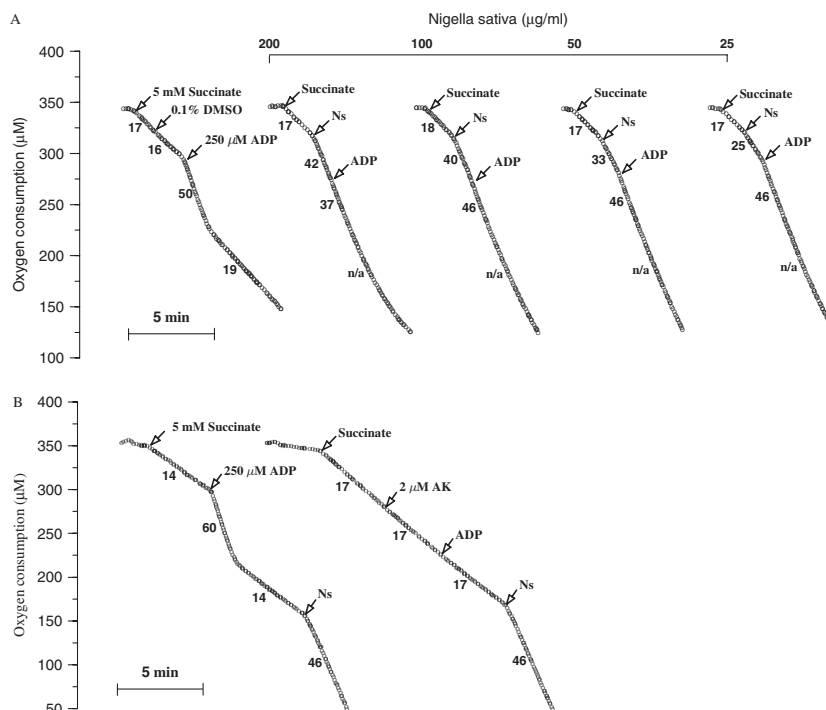 A
Nigella sativa (µg/ml)
200 100 50 25
Oxygen consumption (µM)
400
350
300
250
200
150
100
5 mM Succinate
0.1% DMSO
250 µM ADP
17
16
50
19
5 min
Succinate
Ns
ADP
17
42
37
n/a
Succinate
Ns
ADP
18
40
46
n/a
Succinate
Ns
ADP
17
33
46
n/a
Succinate
Ns
ADP
17
25
46
n/a
B
Oxygen consumption (µM)
400
350
300
250
200
150
100
50
5 mM Succinate
250 µM ADP
Ns
14
60
14
46
5 min
Succinate
2 µM AK
ADP
Ns
17
17
17
46